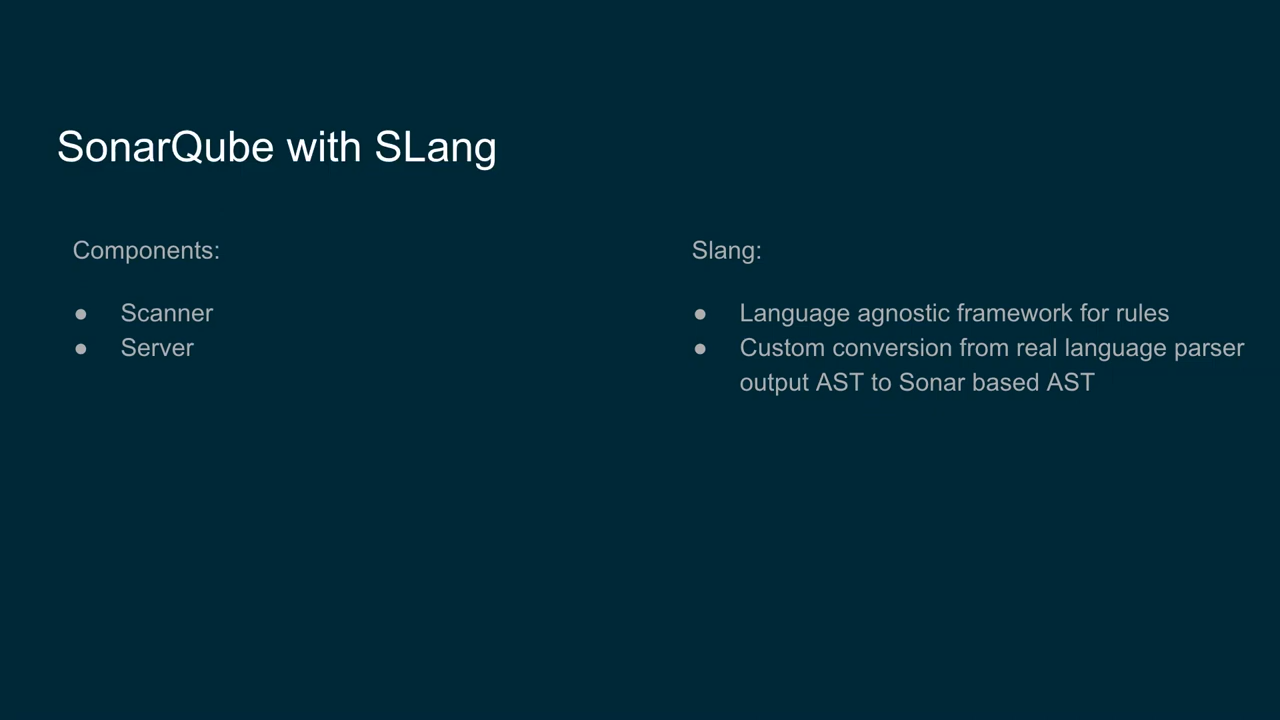 SonarQube with SLang
Components:
● Scanner
● Server
Slang:
● Language agnostic framework for rules
● Custom conversion from real language parser
output AST to Sonar based AST